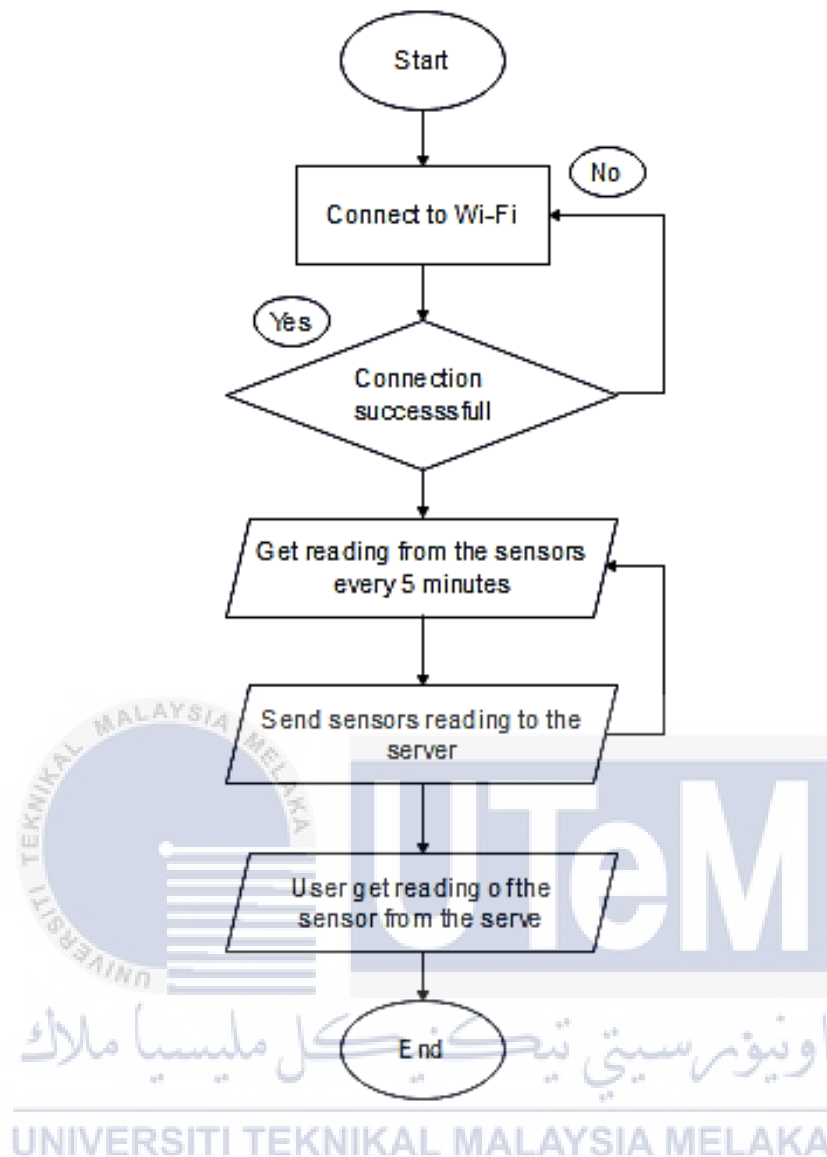 Start
No
Connect to Wi-Fi
Yes
Connection
successsfull
Get reading from the sensors
every 5 minutes
Send sensors reading to the
server
User get reading of the
sensor from the serve
End
UNIVERSITI TEKNIKAL MALAYSIA MELAKA
UTeM
اونيۏرسيتي تيكنيكل مليسيا ملاك
UNIVERSITI TEKNIKAL MALAYSIA MELAKA